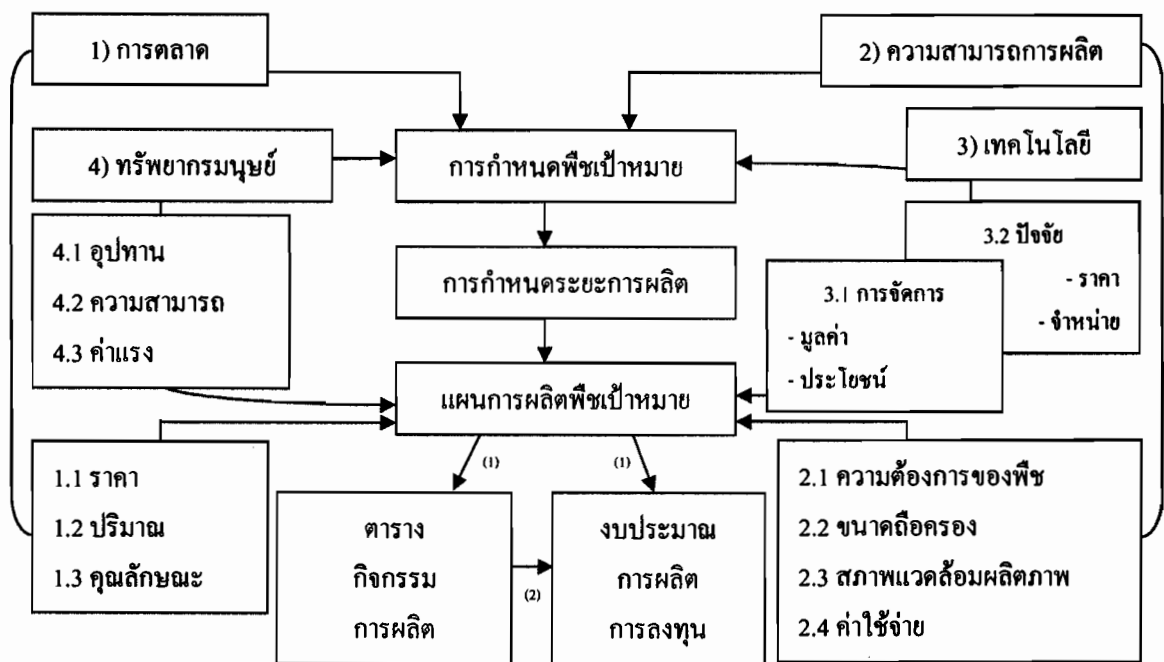 1) การตลาด
2) ความสามารถการผลิต
4) ทรัพยากรมนุษย์
การกำหนดพืชเป้าหมาย
3) เทคโนโลยี
4.1 อุปทาน
4.2 ความสามารถ
4.3 ค่าแรง
การกำหนดระยะการผลิต
3.2 ปัจจัย
- ราคา
- จำหน่าย
3.1 การจัดการ
- มูลค่า
- ประโยชน์
แผนการผลิตพืชเป้าหมาย
1.1 ราคา
1.2 ปริมาณ
1.3 คุณลักษณะ
(1)
(1)
ตาราง
กิจกรรม
การผลิต
(2)
งบประมาณ
การผลิต
การลงทุน
2.1 ความต้องการของพืช
2.2 ขนาดถือครอง
2.3 สภาพแวดล้อมผลิตภาพ
2.4 ค่าใช้จ่าย